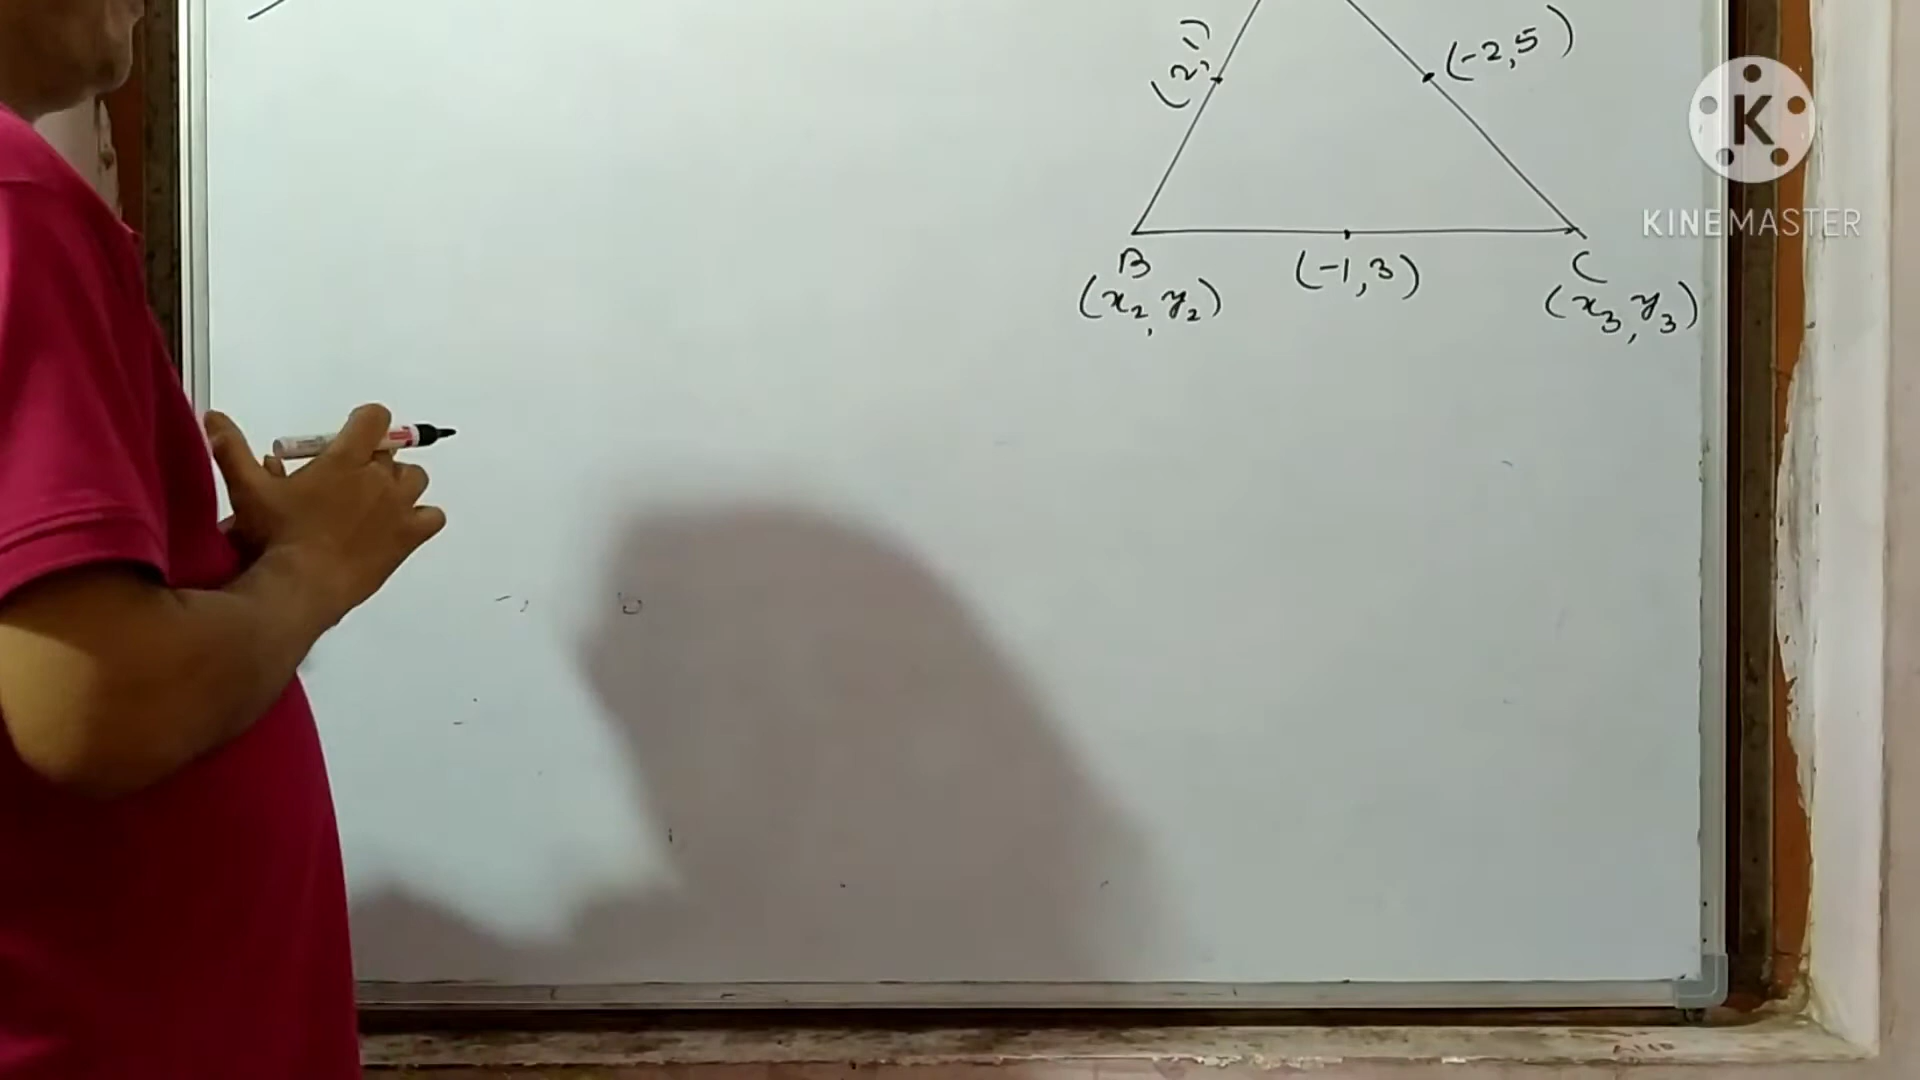 (2,1)
(-2,5)
K
KINEMASTER
B
(-1,3)
C
(x₂,y₂)
(x₃,y₃)